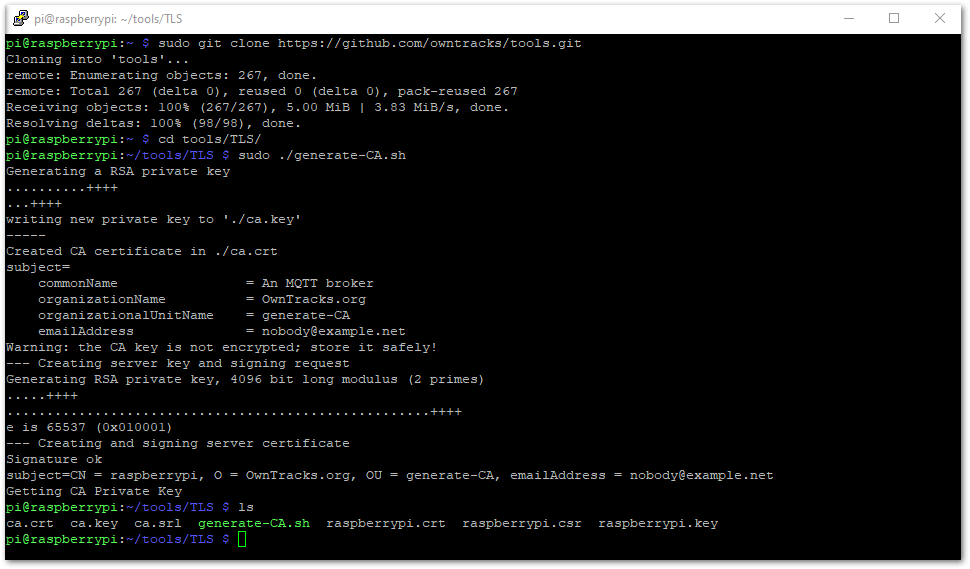 pi@raspberrypi: ~/tools/TLS
pi@raspberrypi:~ $ sudo git clone https://github.com/owntracks/tools.git
Cloning into 'tools'...
remote: Enumerating objects: 267, done.
remote: Total 267 (delta 0), reused 0 (delta 0), pack-reused 267
Receiving objects: 100% (267/267), 5.00 MiB | 3.83 MiB/s, done.
Resolving deltas: 100% (98/98), done.
pi@raspberrypi:~ $ cd tools/TLS/
pi@raspberrypi:~/tools/TLS $ sudo ./generate-CA.sh
Generating a RSA private key
..........++++
...++++
writing new private key to './ca.key'
-----
Created CA certificate in ./ca.crt
subject=
    commonName                = An MQTT broker
    organizationName          = OwnTracks.org
    organizationalUnitName    = generate-CA
    emailAddress              = nobody@example.net
Warning: the CA key is not encrypted; store it safely!
--- Creating server key and signing request
Generating RSA private key, 4096 bit long modulus (2 primes)
.....++++
.....................................................++++
e is 65537 (0x010001)
--- Creating and signing server certificate
Signature ok
subject=CN = raspberrypi, O = OwnTracks.org, OU = generate-CA, emailAddress = nobody@example.net
Getting CA Private Key
pi@raspberrypi:~/tools/TLS $ ls
ca.crt  ca.key  ca.srl  generate-CA.sh  raspberrypi.crt  raspberrypi.csr  raspberrypi.key
pi@raspberrypi:~/tools/TLS $